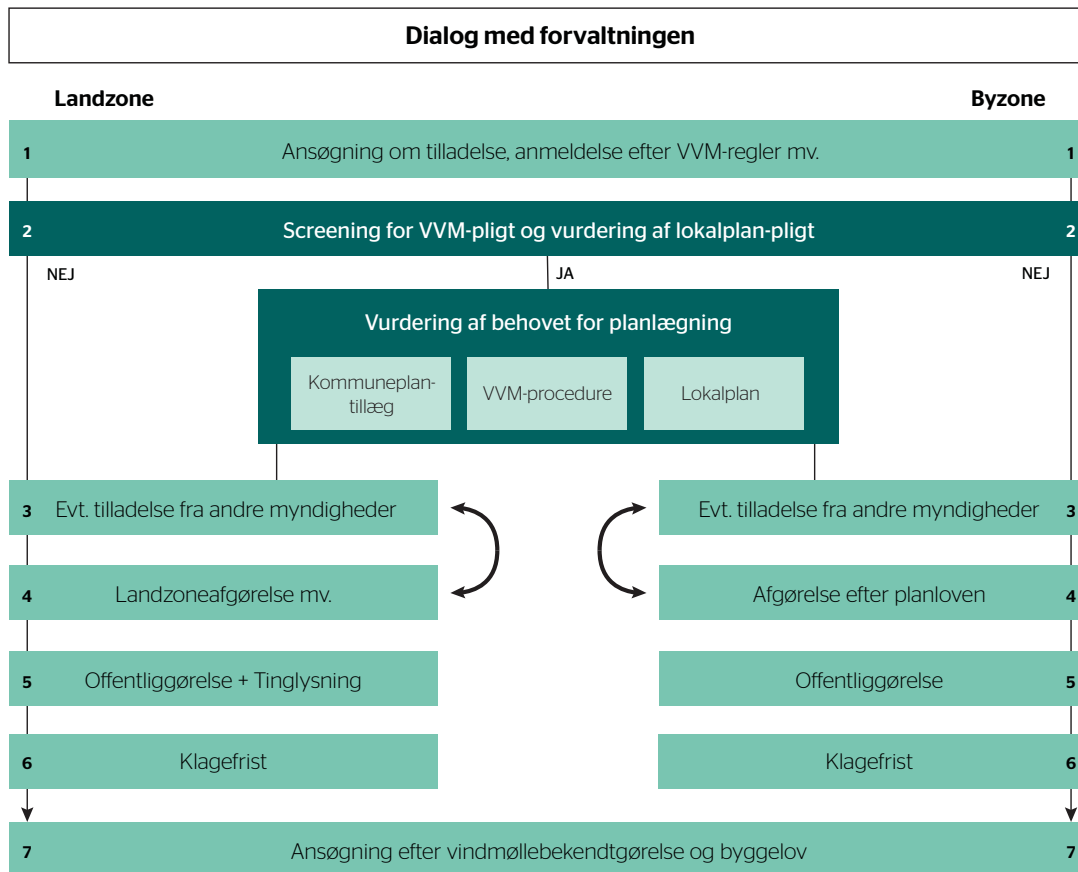 Dialog med forvaltningen
Landzone
Byzone
1 Ansøgning om tilladelse, anmeldelse efter VVM-regler mv. 1
2 Screening for VVM-pligt og vurdering af lokalplan-pligt 2
NEJ
JA
NEJ
Vurdering af behovet for planlægning
Kommuneplan-
tillæg
VVM-procedure
Lokalplan
3 Evt. tilladelse fra andre myndigheder
Evt. tilladelse fra andre myndigheder 3
4 Landzoneafgørelse mv.
Afgørelse efter planloven 4
5 Offentliggørelse + Tinglysning
Offentliggørelse 5
6 Klagefrist
Klagefrist 6
7 Ansøgning efter vindmøllebekendtgørelse og byggelov 7